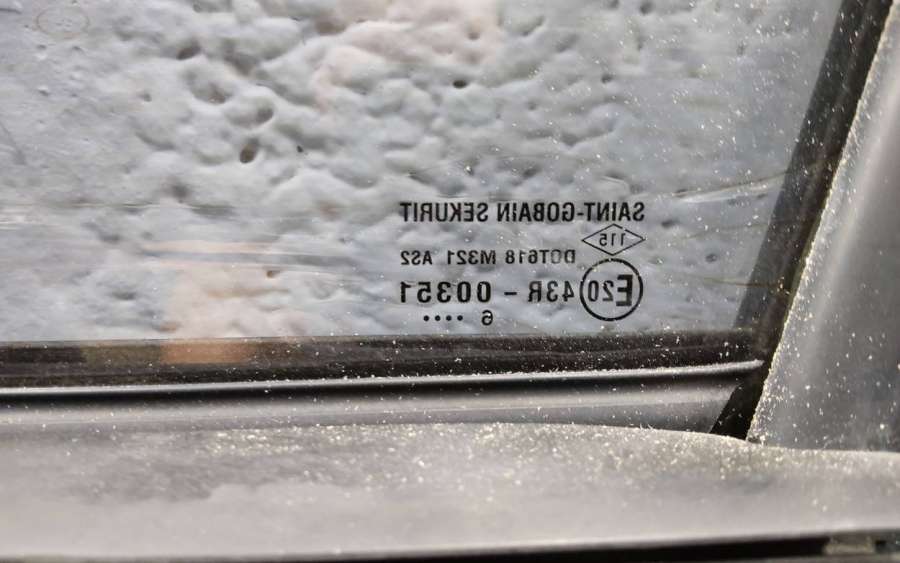 SAINT-GOBAIN SEKURIT
115
DOT618 M321 AS2
E20 43R - 00351
6 ....